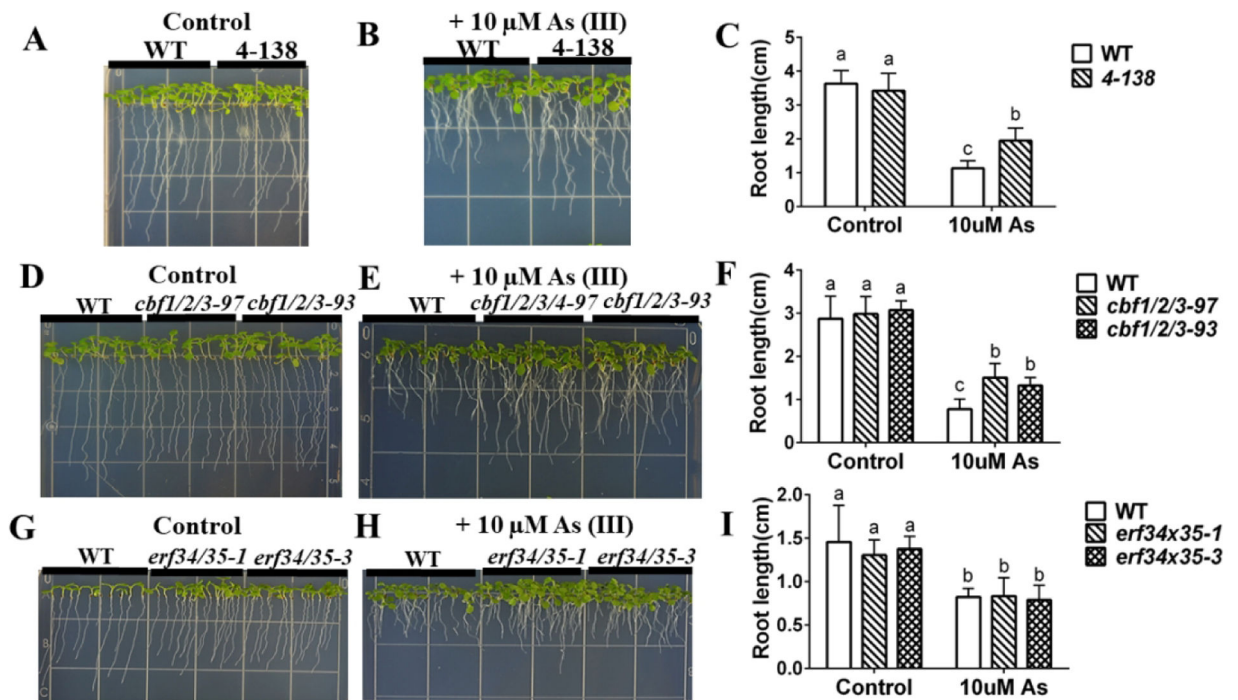 A
Control
WT 4-138
B
+ 10 μM As (III)
WT 4-138
C
Root length(cm)
5
4
3
2
1
0
a a
c b
Control 10uM As
WT
4-138
D
Control
WT cbf1/2/3-97 cbf1/2/3-93
E
+ 10 μM As (III)
WT cbf1/2/3/4-97 cbf1/2/3-93
F
Root length(cm)
4
3
2
1
0
a a a
c b b
Control 10uM As
WT
cbf1/2/3-97
cbf1/2/3-93
G
Control
WT erf34/35-1 erf34/35-3
H
+ 10 μM As (III)
WT erf34/35-1 erf34/35-3
I
Root length(cm)
2.0
1.5
1.0
0.5
0.0
a a a
b b b
Control 10uM As
WT
erf34x35-1
erf34x35-3